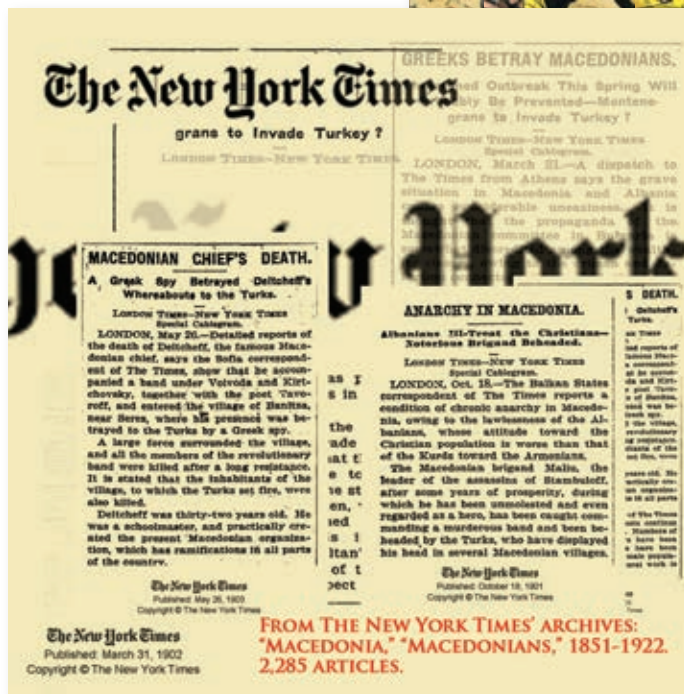 The New York Times
grans to Invade Turkey ?
LONDON TIMES—NEW YORK TIMES
GREEKS BETRAY MACEDONIANS.
ned Outbreak This Spring Will
bly Be Prevented—Montene-
grans to Invade Turkey ?
LONDON TIMES—NEW YORK TIMES
Special Cablegram.
LONDON, March 31.—A dispatch to
The Times from Athens says the grave
situation in Macedonia and Albania
uneasiness.
the propaganda
York
MACEDONIAN CHIEF'S DEATH.
A Greek Spy Betrayed Deltcheff's
Whereabouts to the Turks.
LONDON TIMES—NEW YORK TIMES
Special Cablegram.
LONDON, May 26.—Detailed reports of
the death of Deltcheff, the famous Mace-
donian chief, says the Sofia correspond-
ent of The Times, show that he accom-
panied a band under Voivoda and Kirt-
chovsky, together with the poet Tavo-
roff, and entered the village of Banitza,
near Seres, where his presence was be-
trayed to the Turks by a Greek spy.
A large force surrounded the village,
and all the members of the revolutionary
band were killed after a long resistance.
It is stated that the inhabitants of the
village, to which the Turks set fire, were
also killed.
Deltcheff was thirty-two years old. He
was a schoolmaster, and practically cre-
ated the present Macedonian organiza-
tion, which has ramifications in all parts
of the country.
The New York Times
Published: May 26, 1903
Copyright © The New York Times
ANARCHY IN MACEDONIA.
Albanians Ill-Treat the Christians—
Notorious Brigand Beheaded.
LONDON TIMES—NEW YORK TIMES
Special Cablegram.
LONDON, Oct. 18.—The Balkan States
correspondent of The Times reports a
condition of chronic anarchy in Macedo-
nia, owing to the lawlessness of the Al-
banians, whose attitude toward the
Christian population is worse than that
of the Kurds toward the Armenians.
The Macedonian brigand Malio, the
leader of the assassins of Stambuloff,
after some years of prosperity, during
which he has been unmolested and even
regarded as a hero, has been caught com-
manding a murderous band and been be-
headed by the Turks, who have displayed
his head in several Macedonian villages.
The New York Times
Published: October 18, 1901
Copyright © The New York Times
S DEATH.
The New York Times
Published: March 31, 1902
Copyright © The New York Times
FROM THE NEW YORK TIMES' ARCHIVES:
"MACEDONIA," "MACEDONIANS," 1851-1922.
2,285 ARTICLES.